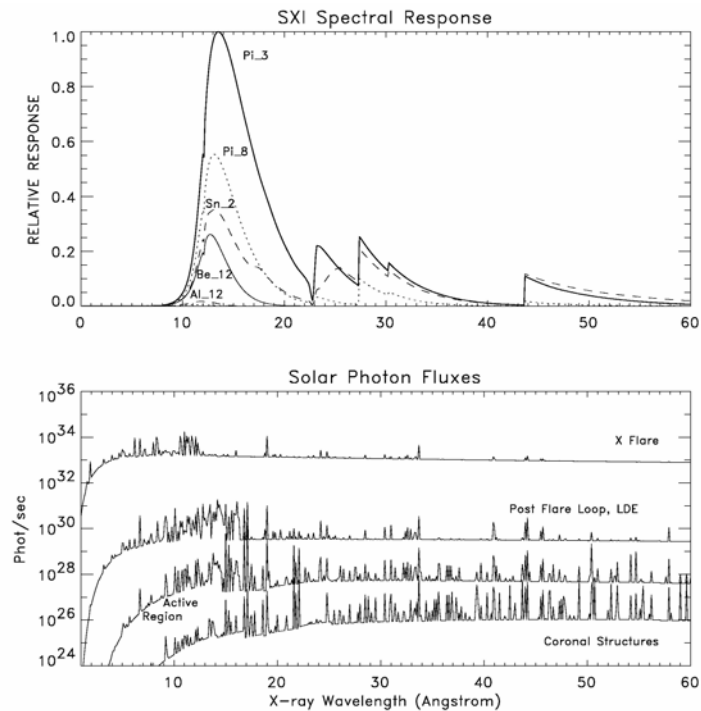 SXI Spectral Response
RELATIVE RESPONSE
1.0
0.8
0.6
0.4
0.2
0.0
Pi_3
Pi_8
Sn_2
Be_12
Al_12
0 10 20 30 40 50 60
Solar Photon Fluxes
Phot/sec
10^36
10^34
10^32
10^30
10^28
10^26
10^24
X Flare
Post Flare Loop, LDE
Active
Region
Coronal Structures
10 20 30 40 50 60
X-ray Wavelength (Angstrom)